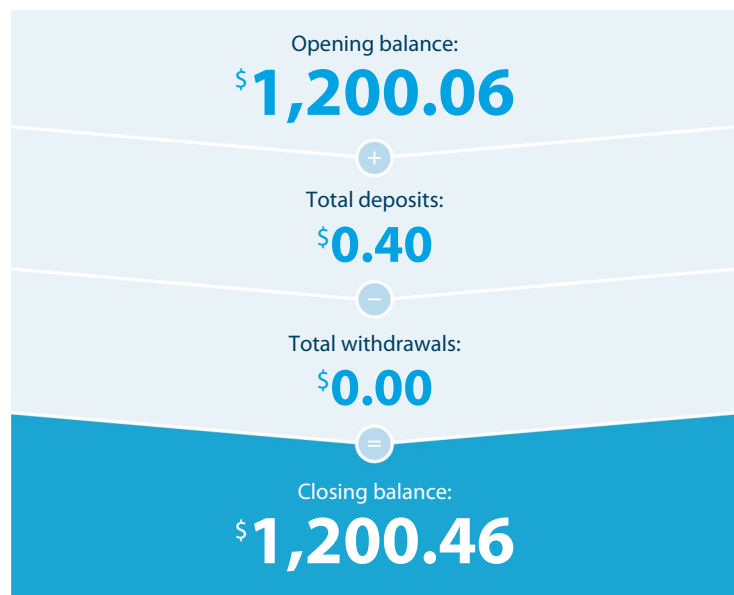 Opening balance:
$1,200.06
+
Total deposits:
$0.40
−
Total withdrawals:
$0.00
=
Closing balance:
$1,200.46